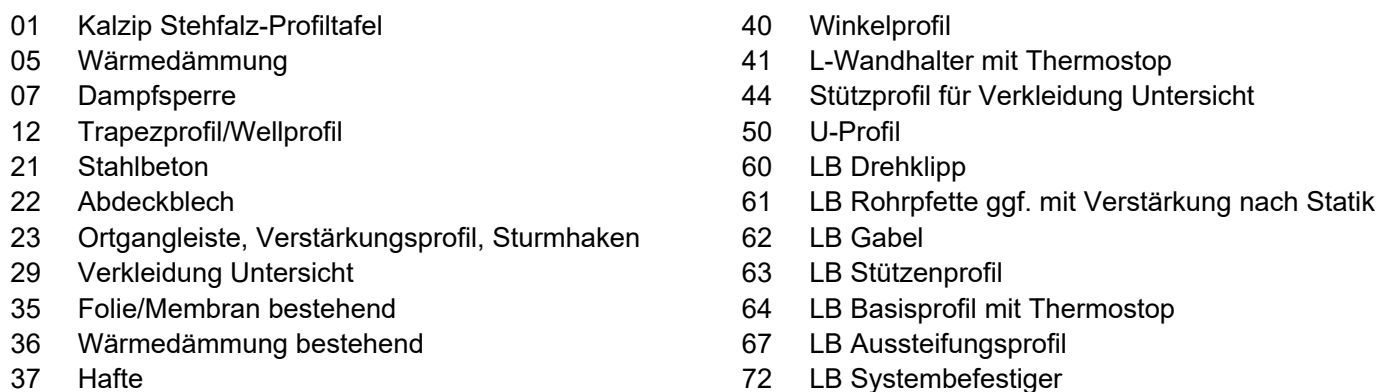 01 Kalzip Stehfalz-Profiltafel
05 Wärmedämmung
07 Dampfsperre
12 Trapezprofil/Wellprofil
21 Stahlbeton
22 Abdeckblech
23 Ortgangleiste, Verstärkungsprofil, Sturmhaken
29 Verkleidung Untersicht
35 Folie/Membran bestehend
36 Wärmedämmung bestehend
37 Hafte
40 Winkelprofil
41 L-Wandhalter mit Thermostop
44 Stützprofil für Verkleidung Untersicht
50 U-Profil
60 LB Drehklipp
61 LB Rohrpfette ggf. mit Verstärkung nach Statik
62 LB Gabel
63 LB Stützenprofil
64 LB Basisprofil mit Thermostop
67 LB Aussteifungsprofil
72 LB Systembefestiger